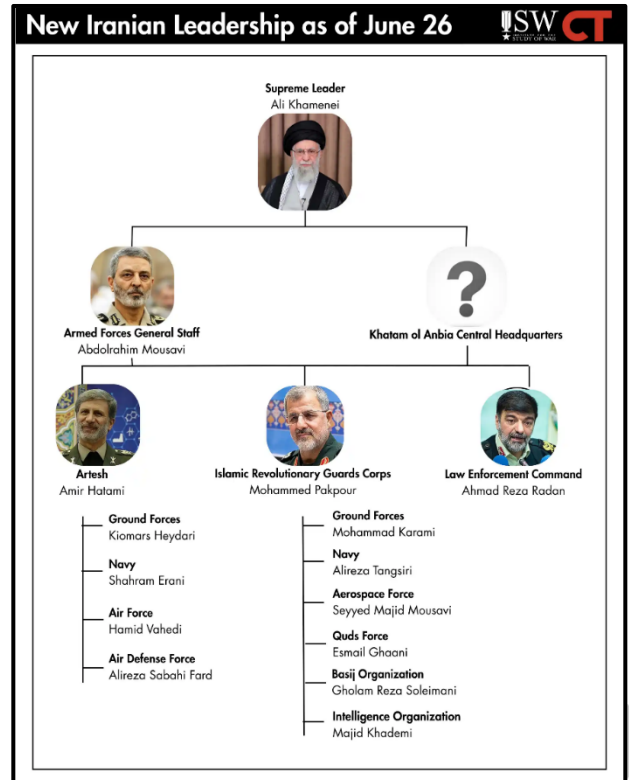 New Iranian Leadership as of June 26
ISW
INSTITUTE FOR THE
STUDY OF WAR
CT
Supreme Leader
Ali Khamenei
?
Armed Forces General Staff
Abdolrahim Mousavi
Khatam of Anbia Central Headquarters
Artesh
Amir Hatami
Islamic Revolutionary Guards Corps
Mohammed Pakpour
Law Enforcement Command
Ahmad Reza Radan
Ground Forces
Kiomars Heydari
Navy
Shahram Erani
Air Force
Hamid Vahedi
Air Defense Force
Alireza Sabahi Fard
Ground Forces
Mohammad Karami
Navy
Alireza Tangsiri
Aerospace Force
Seyyed Majid Mousavi
Quds Force
Esmail Ghaani
Basij Organization
Gholam Reza Soleimani
Intelligence Organization
Majid Khademi